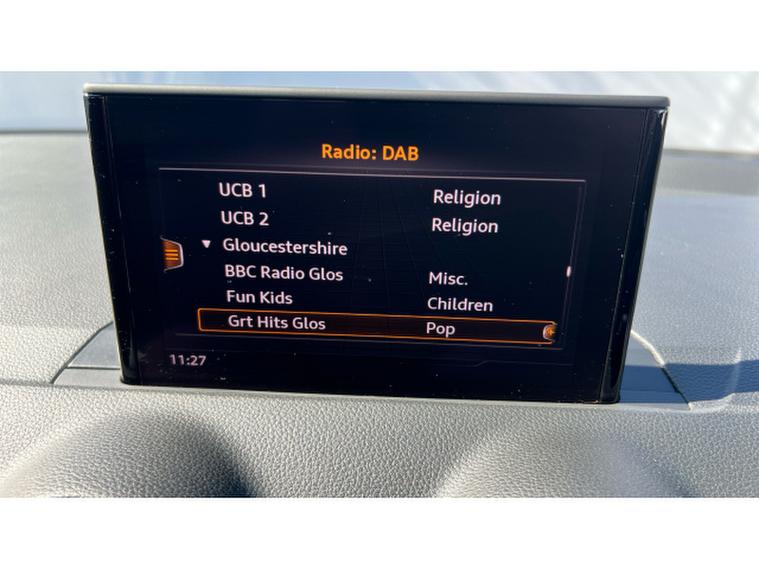 Radio: DAB
UCB 1 Religion
UCB 2 Religion
▼ Gloucestershire
BBC Radio Glos Misc.
Fun Kids Children
Grt Hits Glos Pop
11:27